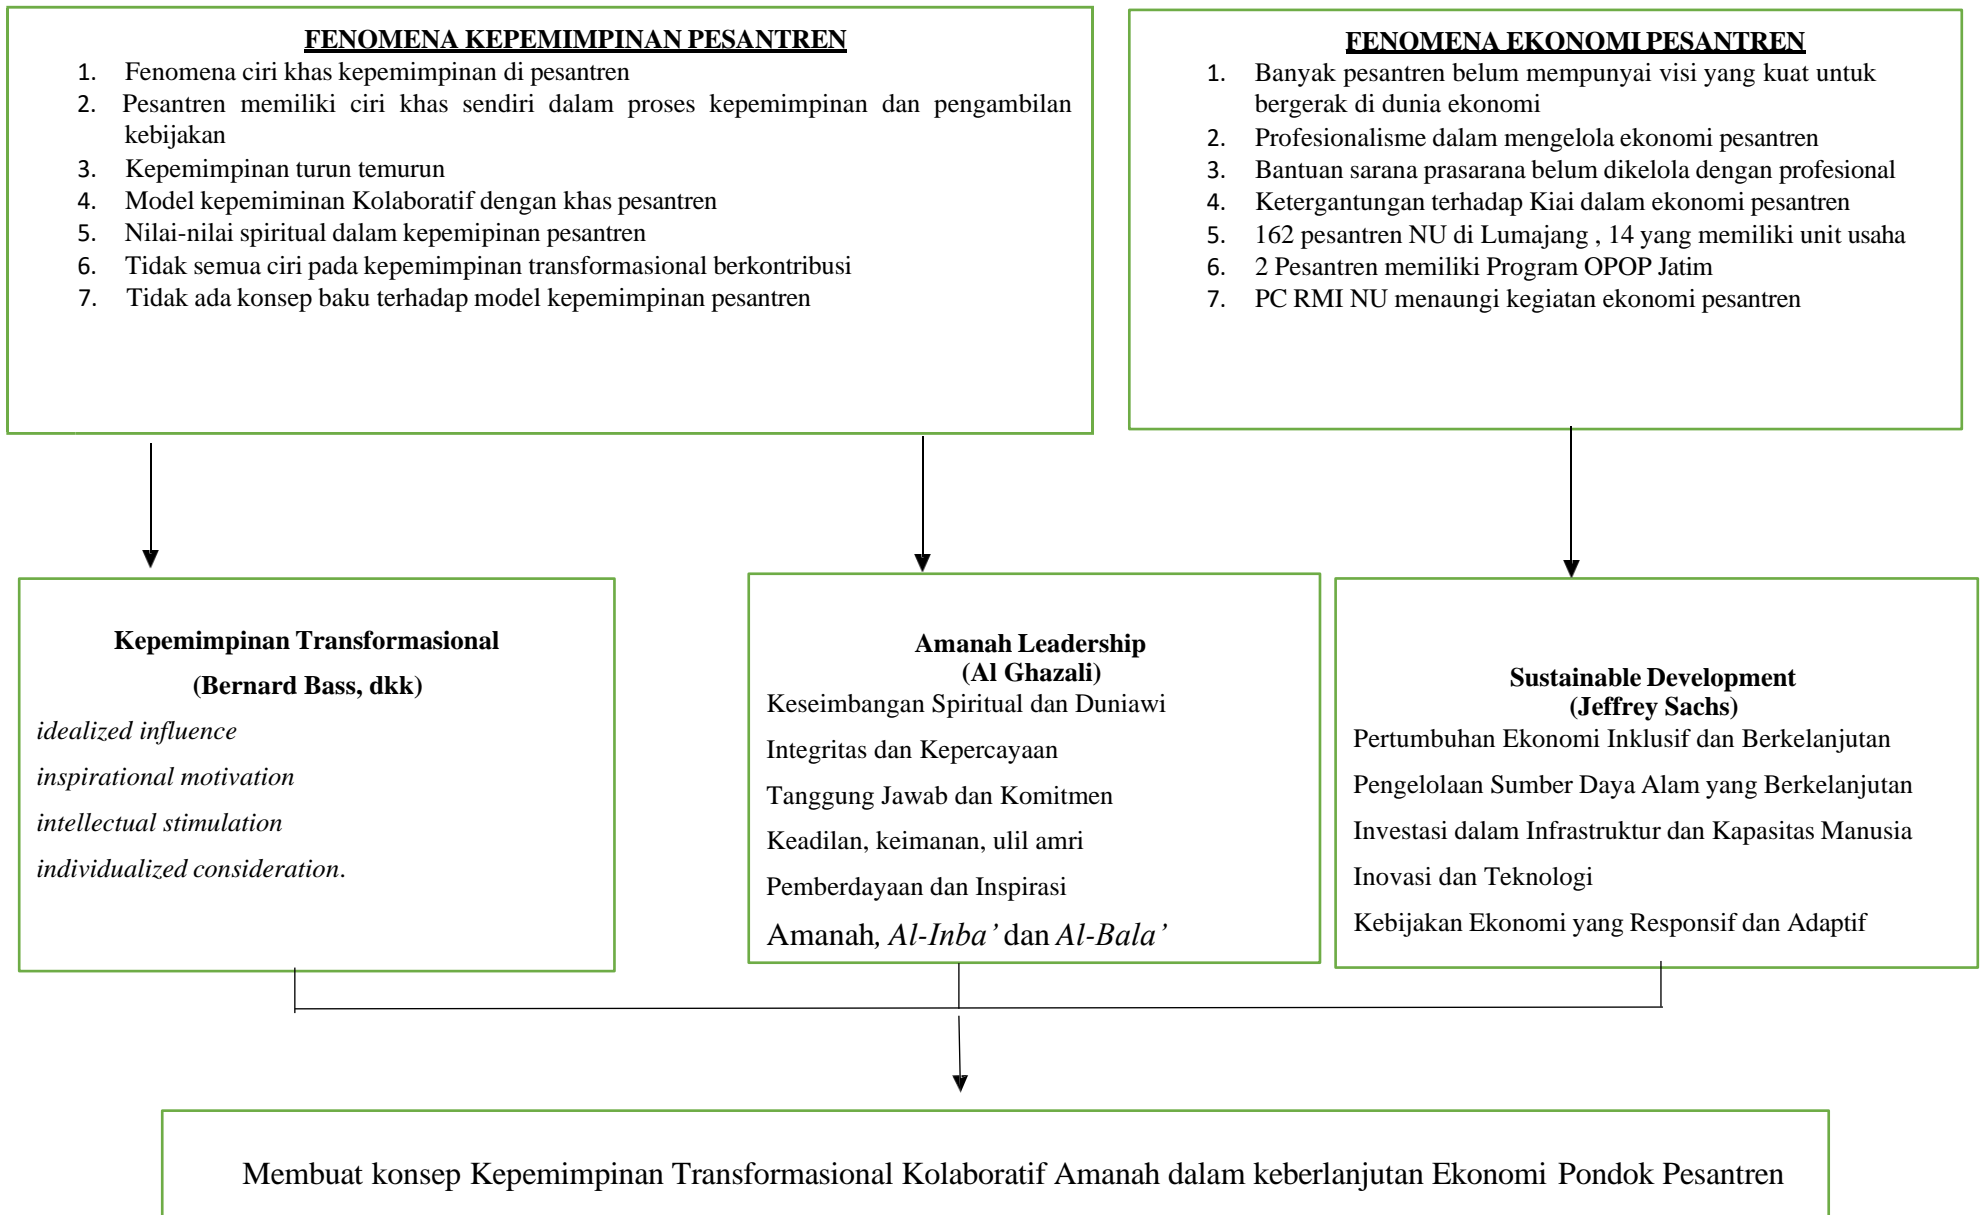 FENOMENA KEPEMIMPINAN PESANTREN
1. Fenomena ciri khas kepemimpinan di pesantren
2. Pesantren memiliki ciri khas sendiri dalam proses kepemimpinan dan pengambilan
kebijakan
3. Kepemimpinan turun temurun
4. Model kepemiminan Kolaboratif dengan khas pesantren
5. Nilai-nilai spiritual dalam kepemipinan pesantren
6. Tidak semua ciri pada kepemimpinan transformasional berkontribusi
7. Tidak ada konsep baku terhadap model kepemimpinan pesantren
FENOMENA EKONOMI PESANTREN
1. Banyak pesantren belum mempunyai visi yang kuat untuk
bergerak di dunia ekonomi
2. Profesionalisme dalam mengelola ekonomi pesantren
3. Bantuan sarana prasarana belum dikelola dengan profesional
4. Ketergantungan terhadap Kiai dalam ekonomi pesantren
5. 162 pesantren NU di Lumajang , 14 yang memiliki unit usaha
6. 2 Pesantren memiliki Program OPOP Jatim
7. PC RMI NU menaungi kegiatan ekonomi pesantren
Kepemimpinan Transformasional
(Bernard Bass, dkk)
idealized influence
inspirational motivation
intellectual stimulation
individualized consideration.
Amanah Leadership
(Al Ghazali)
Keseimbangan Spiritual dan Duniawi
Integritas dan Kepercayaan
Tanggung Jawab dan Komitmen
Keadilan, keimanan, ulil amri
Pemberdayaan dan Inspirasi
Amanah, Al-Inba’ dan Al-Bala’
Sustainable Development
(Jeffrey Sachs)
Pertumbuhan Ekonomi Inklusif dan Berkelanjutan
Pengelolaan Sumber Daya Alam yang Berkelanjutan
Investasi dalam Infrastruktur dan Kapasitas Manusia
Inovasi dan Teknologi
Kebijakan Ekonomi yang Responsif dan Adaptif
Membuat konsep Kepemimpinan Transformasional Kolaboratif Amanah dalam keberlanjutan Ekonomi Pondok Pesantren